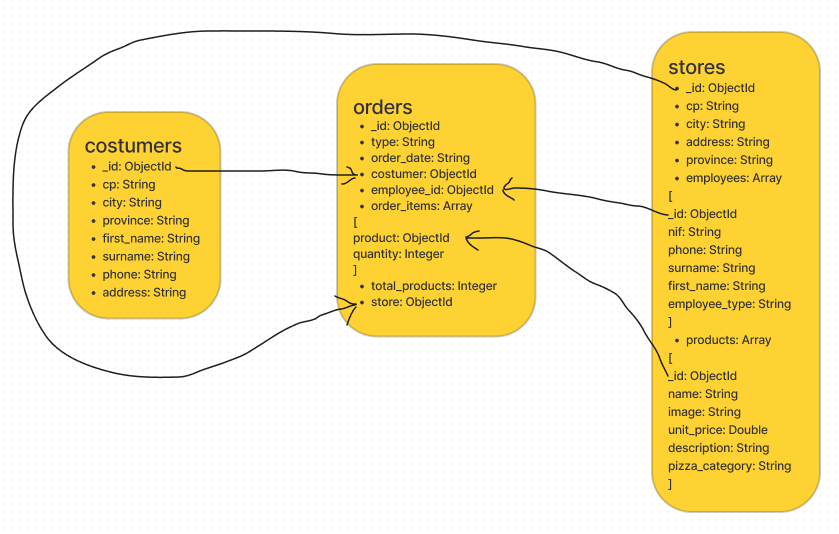 costumers
• _id: ObjectId
• cp: String
• city: String
• province: String
• first_name: String
• surname: String
• phone: String
• address: String
orders
• _id: ObjectId
• type: String
• order_date: String
• costumer: ObjectId
• employee_id: ObjectId
• order_items: Array
[
product: ObjectId
quantity: Integer
]
• total_products: Integer
• store: ObjectId
stores
• _id: ObjectId
• cp: String
• city: String
• address: String
• province: String
• employees: Array
[
_id: ObjectId
nif: String
phone: String
surname: String
first_name: String
employee_type: String
]
• products: Array
[
_id: ObjectId
name: String
image: String
unit_price: Double
description: String
pizza_category: String
]